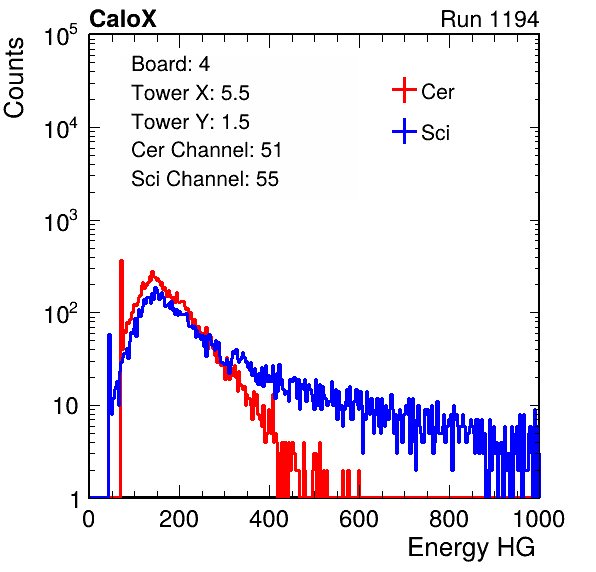 CaloX Run 1194
Counts
Board: 4
Tower X: 5.5
Tower Y: 1.5
Cer Channel: 51
Sci Channel: 55
Cer
Sci
10^5
10^4
10^3
10^2
10
1
0 200 400 600 800 1000
Energy HG